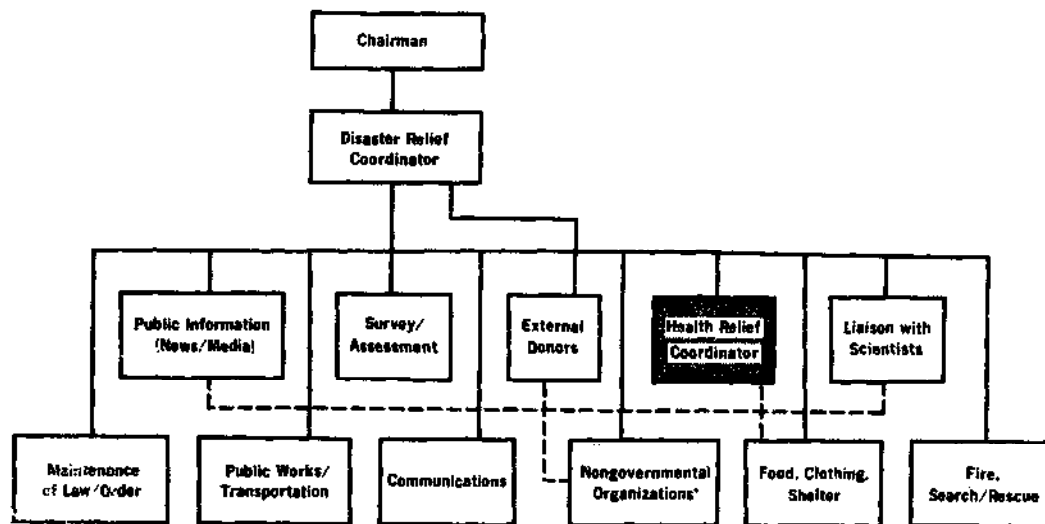 Chairman
Disaster Relief
Coordinator
Public Information
(News/Media)
Survey/
Assessment
External
Donors
Health Relief
Coordinator
Liaison with
Scientists
Maintenance
of Law/Order
Public Works/
Transportation
Communications
Nongovernmental
Organizations*
Food, Clothing,
Shelter
Fire,
Search/Rescue